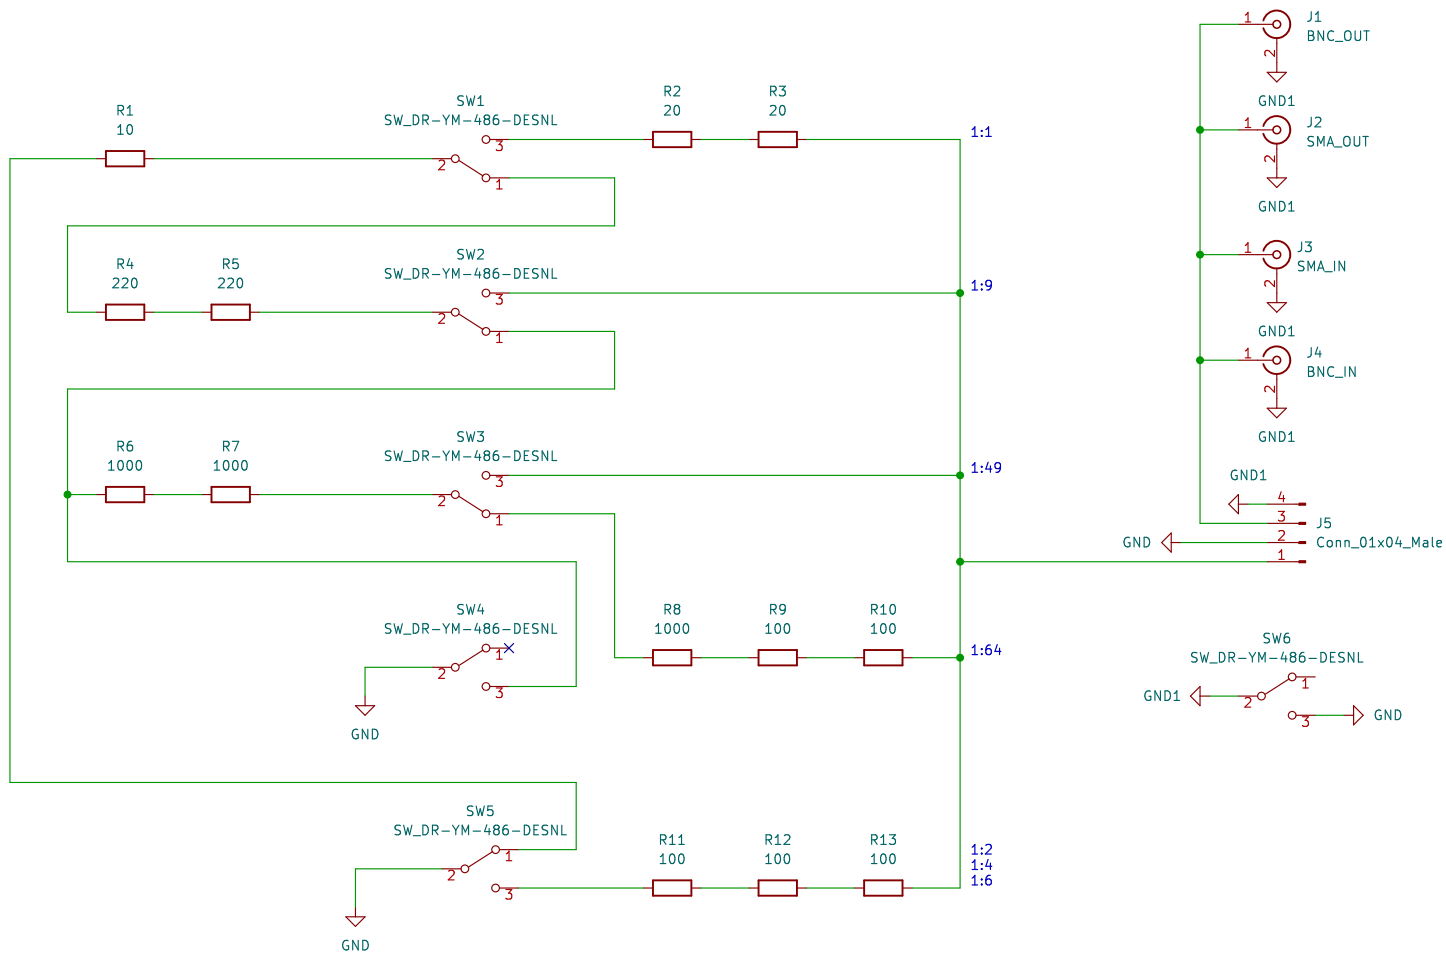 J1
BNC_OUT
1
2
GND1
J2
SMA_OUT
1
2
GND1
J3
SMA_IN
1
2
GND1
J4
BNC_IN
1
2
GND1
R1
10
SW1
SW_DR-YM-486-DESNL
3
2
1
R2
20
R3
20
1:1
R4
220
R5
220
SW2
SW_DR-YM-486-DESNL
3
2
1
1:9
R6
1000
R7
1000
SW3
SW_DR-YM-486-DESNL
3
2
1
1:49
GND1
4
3
2
1
J5
Conn_01x04_Male
GND
SW4
SW_DR-YM-486-DESNL
1
2
3
GND
R8
1000
R9
100
R10
100
1:64
SW6
SW_DR-YM-486-DESNL
GND1
1
2
3
GND
SW5
SW_DR-YM-486-DESNL
1
2
3
GND
R11
100
R12
100
R13
100
1:2
1:4
1:6